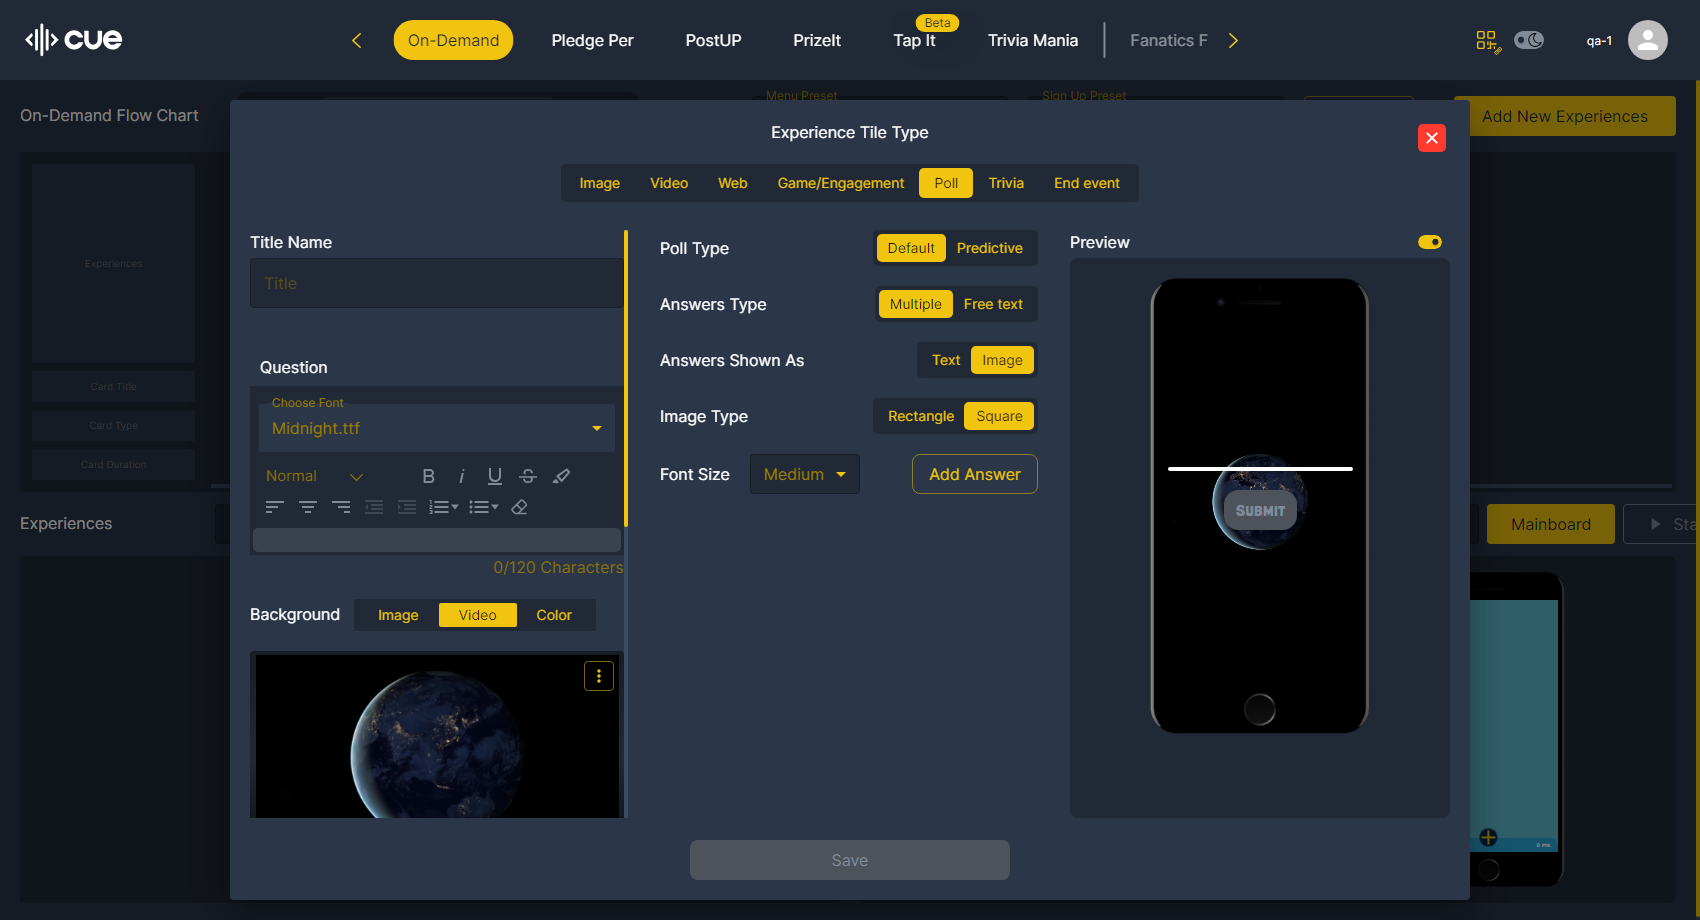 cue
On-Demand
Pledge Per
PostUP
PrizeIt
Beta
Tap It
Trivia Mania
Fanatics F
qa-1
On-Demand Flow Chart
Menu Preset
Sign Up Preset
Add New Experiences
Experience Tile Type
Image
Video
Web
Game/Engagement
Poll
Trivia
End event
Title Name
Title
Question
Choose Font
Midnight.ttf
Normal
B
i
U
S
0/120 Characters
Background
Image
Video
Color
Poll Type
Default
Predictive
Answers Type
Multiple
Free text
Answers Shown As
Text
Image
Image Type
Rectangle
Square
Font Size
Medium
Add Answer
Preview
SUBMIT
Save
Experiences
Card Title
Card Type
Card Duration
Experiences
Mainboard
Sta
0 Pts.